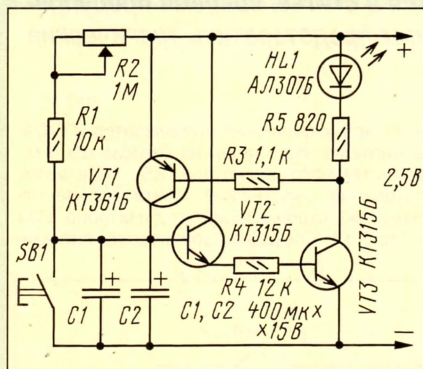 +
HL1
АЛ307Б
R2
1М
R1
10к
R5 820
R3 1,1к
VT1
КТ361Б
VT2
КТ315Б
2,5В
SB1
+
+
C1
C2
R4 12к
C1, C2 400мк×
×15В
VT3 КТ315Б
−